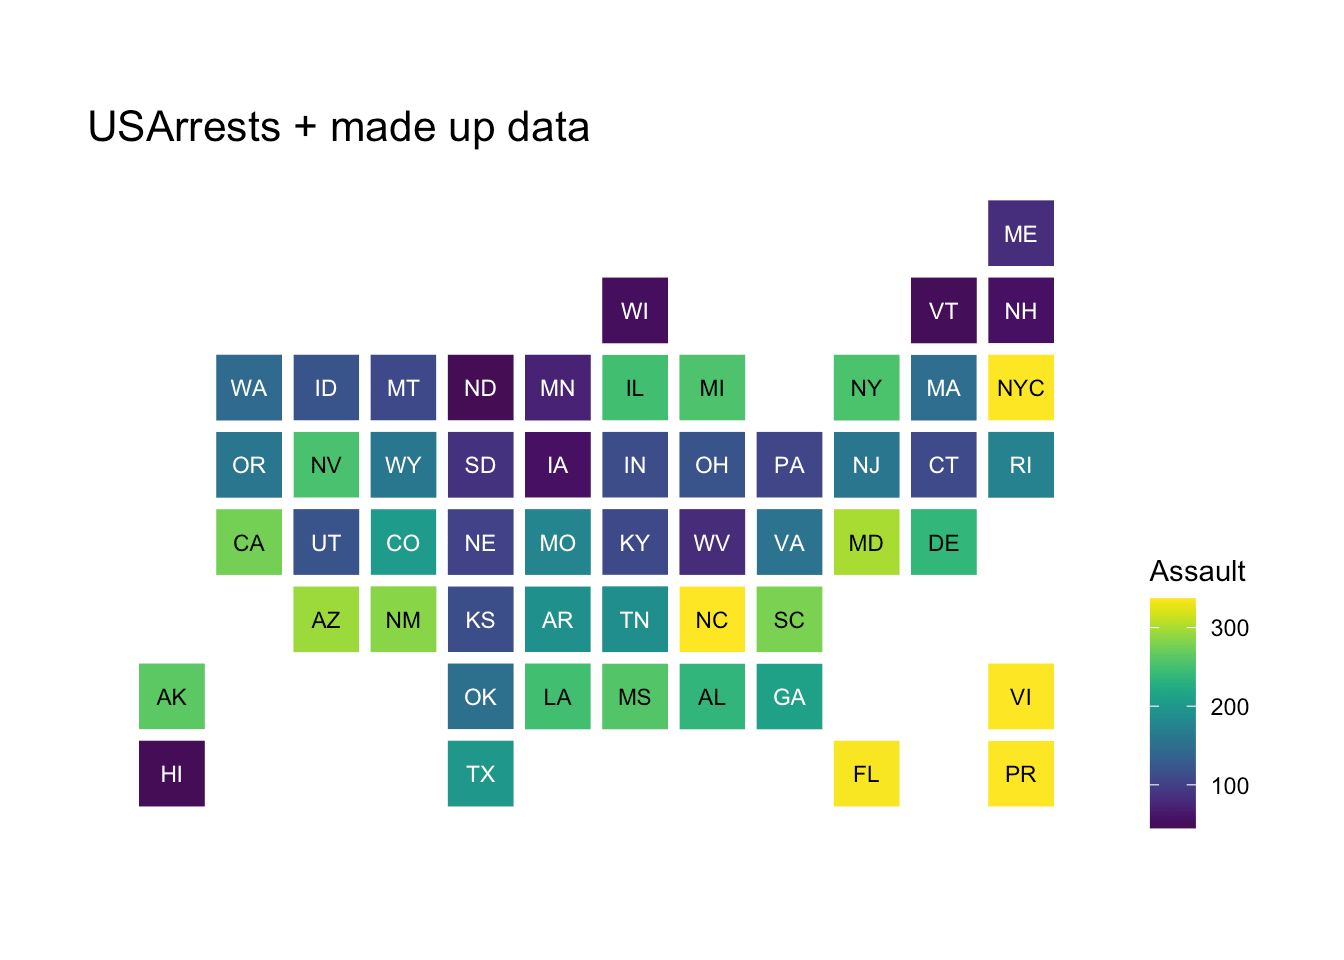 USArrests + made up data
ME
WI VT NH
WA ID MT ND MN IL MI NY MA NYC
OR NV WY SD IA IN OH PA NJ CT RI
CA UT CO NE MO KY WV VA MD DE
Assault
AZ NM KS AR TN NC SC
300
AK OK LA MS AL GA VI
200
HI TX FL PR
100